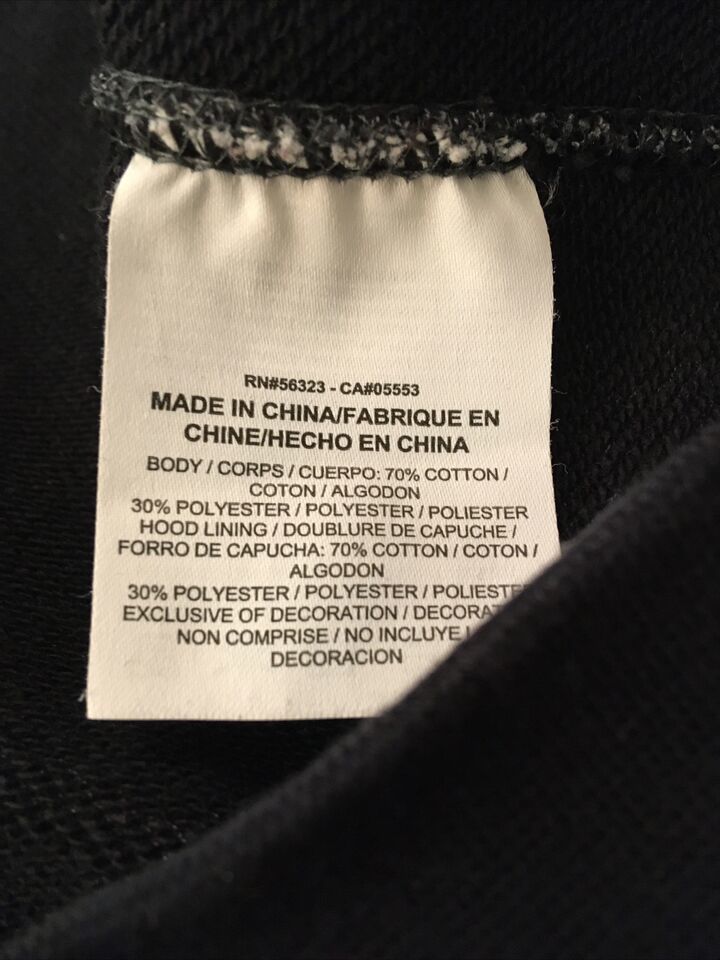 RN#56323 - CA#05553
MADE IN CHINA/FABRIQUE EN
CHINE/HECHO EN CHINA
BODY / CORPS / CUERPO: 70% COTTON /
COTON / ALGODON
30% POLYESTER / POLYESTER / POLIESTER
HOOD LINING / DOUBLURE DE CAPUCHE /
FORRO DE CAPUCHA: 70% COTTON / COTON /
ALGODON
30% POLYESTER / POLYESTER /
EXCLUSIVE OF DECORATION /
NON COMPRISE / NO INCLUYE
DECORACION